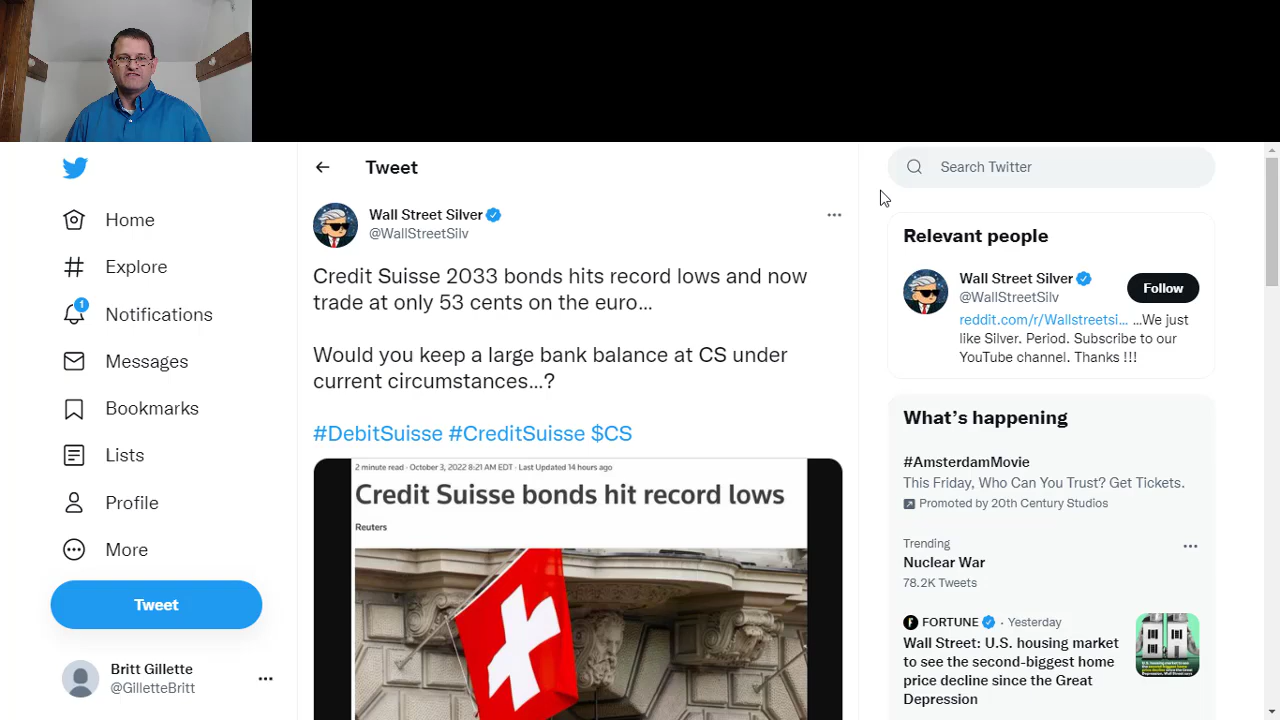 Home
Explore
1
Notifications
Messages
Bookmarks
Lists
Profile
More
Tweet
Britt Gillette
@GilletteBritt
Tweet
Wall Street Silver
@WallStreetSilv
Credit Suisse 2033 bonds hits record lows and now
trade at only 53 cents on the euro...
Would you keep a large bank balance at CS under
current circumstances...?
#DebitSuisse #CreditSuisse $CS
2 minute read · October 3, 2022 8:21 AM EDT · Last Updated 14 hours ago
Credit Suisse bonds hit record lows
Reuters
Search Twitter
Relevant people
Wall Street Silver
@WallStreetSilv
Follow
reddit.com/r/Wallstreetsi... ...We just
like Silver. Period. Subscribe to our
YouTube channel. Thanks !!!
What's happening
#AmsterdamMovie
This Friday, Who Can You Trust? Get Tickets.
Promoted by 20th Century Studios
Trending
Nuclear War
78.2K Tweets
FORTUNE · Yesterday
Wall Street: U.S. housing market
to see the second-biggest home
price decline since the Great
Depression